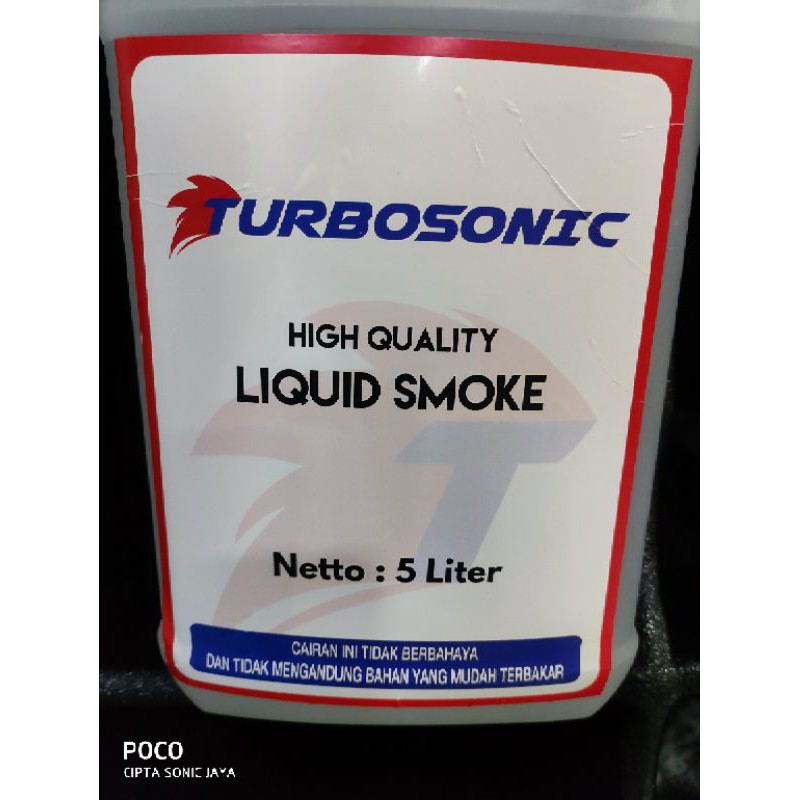 TURBOSONIC
HIGH QUALITY
LIQUID SMOKE
T
Netto : 5 Liter
CAIRAN INI TIDAK BERBAHAYA
DAN TIDAK MENGANDUNG BAHAN YANG MUDAH TERBAKAR
POCO
CIPTA SONIC JAYA